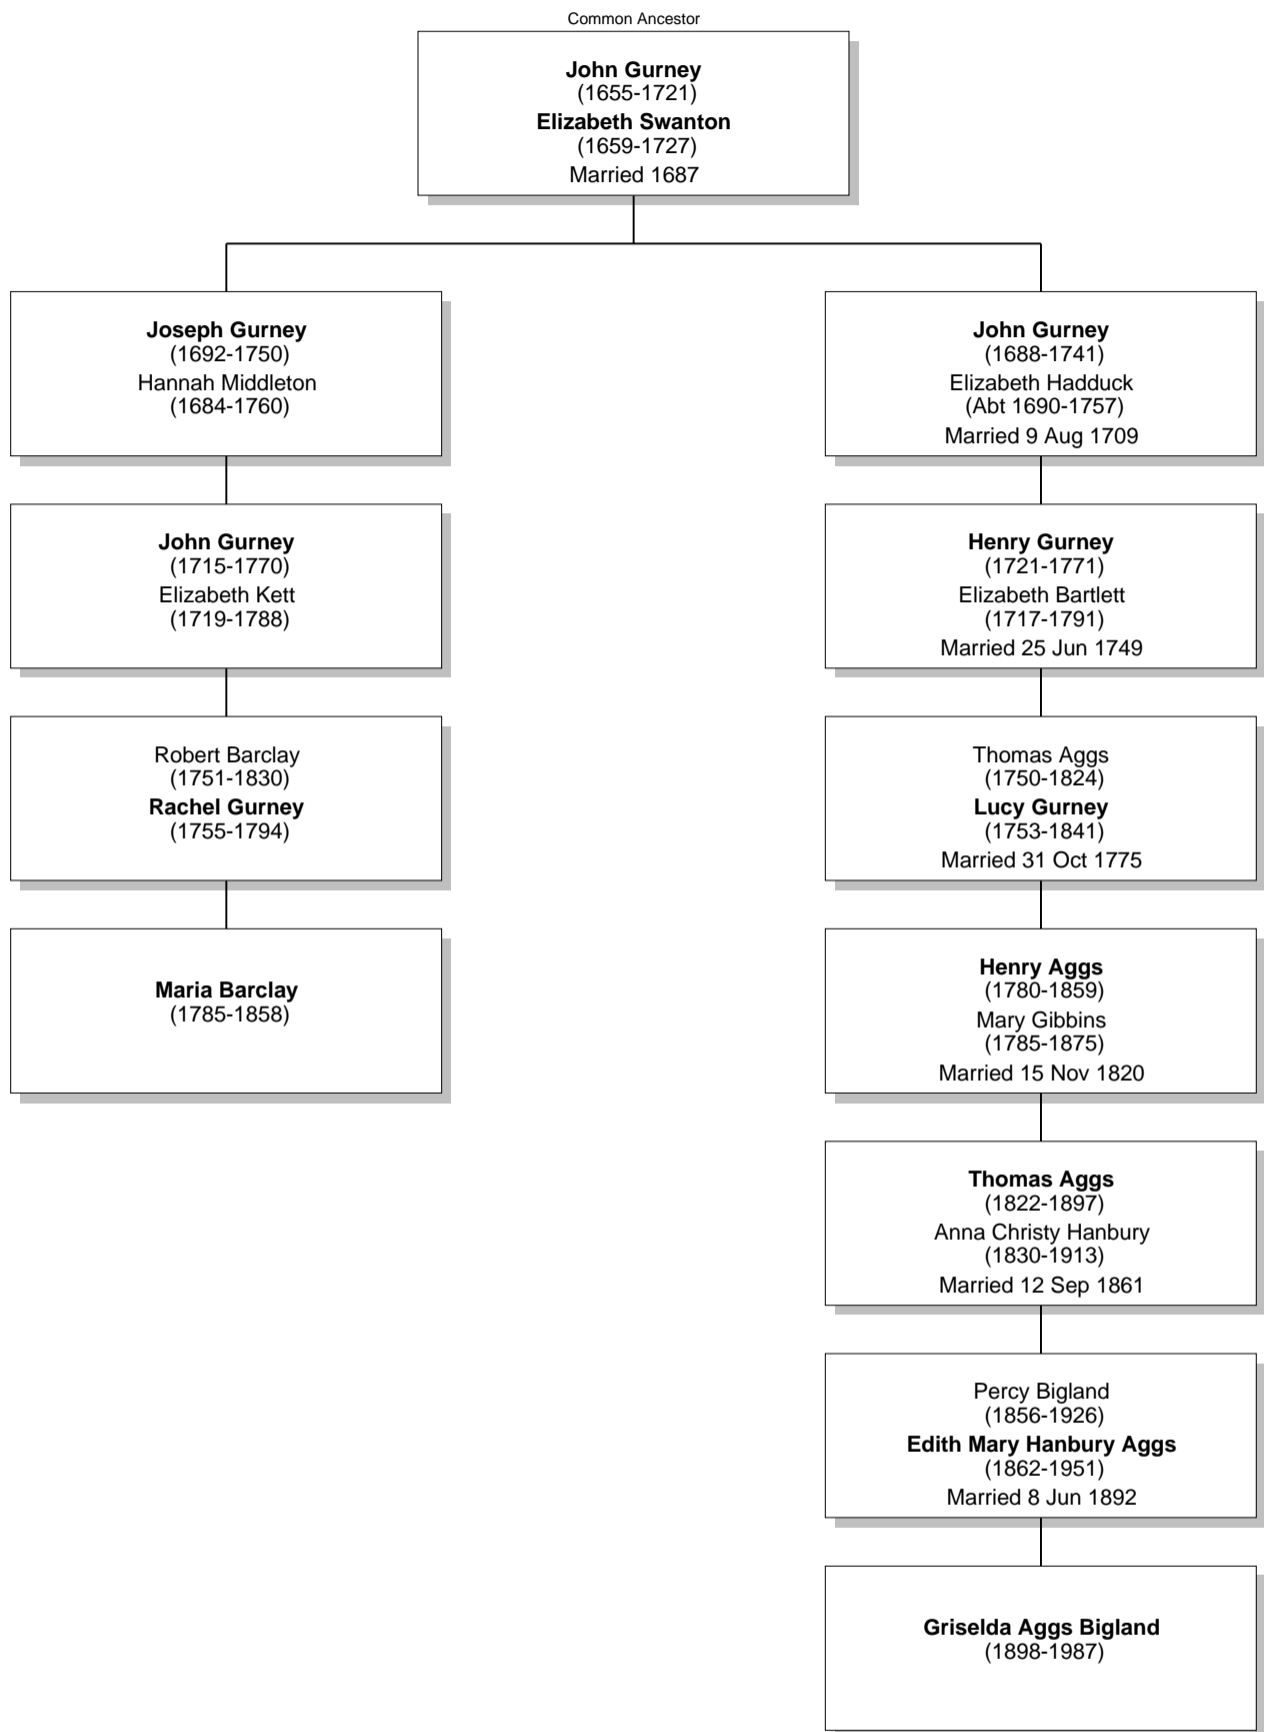 Common Ancestor
John Gurney
(1655-1721)
Elizabeth Swanton
(1659-1727)
Married 1687
Joseph Gurney
(1692-1750)
Hannah Middleton
(1684-1760)
John Gurney
(1688-1741)
Elizabeth Hadduck
(Abt 1690-1757)
Married 9 Aug 1709
John Gurney
(1715-1770)
Elizabeth Kett
(1719-1788)
Henry Gurney
(1721-1771)
Elizabeth Bartlett
(1717-1791)
Married 25 Jun 1749
Robert Barclay
(1751-1830)
Rachel Gurney
(1755-1794)
Thomas Aggs
(1750-1824)
Lucy Gurney
(1753-1841)
Married 31 Oct 1775
Maria Barclay
(1785-1858)
Henry Aggs
(1780-1859)
Mary Gibbins
(1785-1875)
Married 15 Nov 1820
Thomas Aggs
(1822-1897)
Anna Christy Hanbury
(1830-1913)
Married 12 Sep 1861
Percy Bigland
(1856-1926)
Edith Mary Hanbury Aggs
(1862-1951)
Married 8 Jun 1892
Griselda Aggs Bigland
(1898-1987)